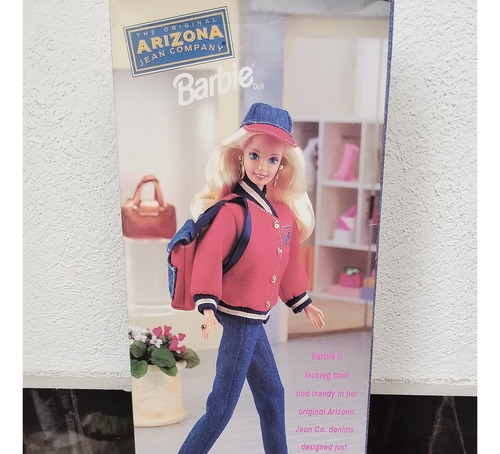 THE ORIGINAL
ARIZONA
JEAN COMPANY
Barbie® Doll
Barbie is
looking cool
and trendy in her
original Arizona
Jean Co. denims
designed just